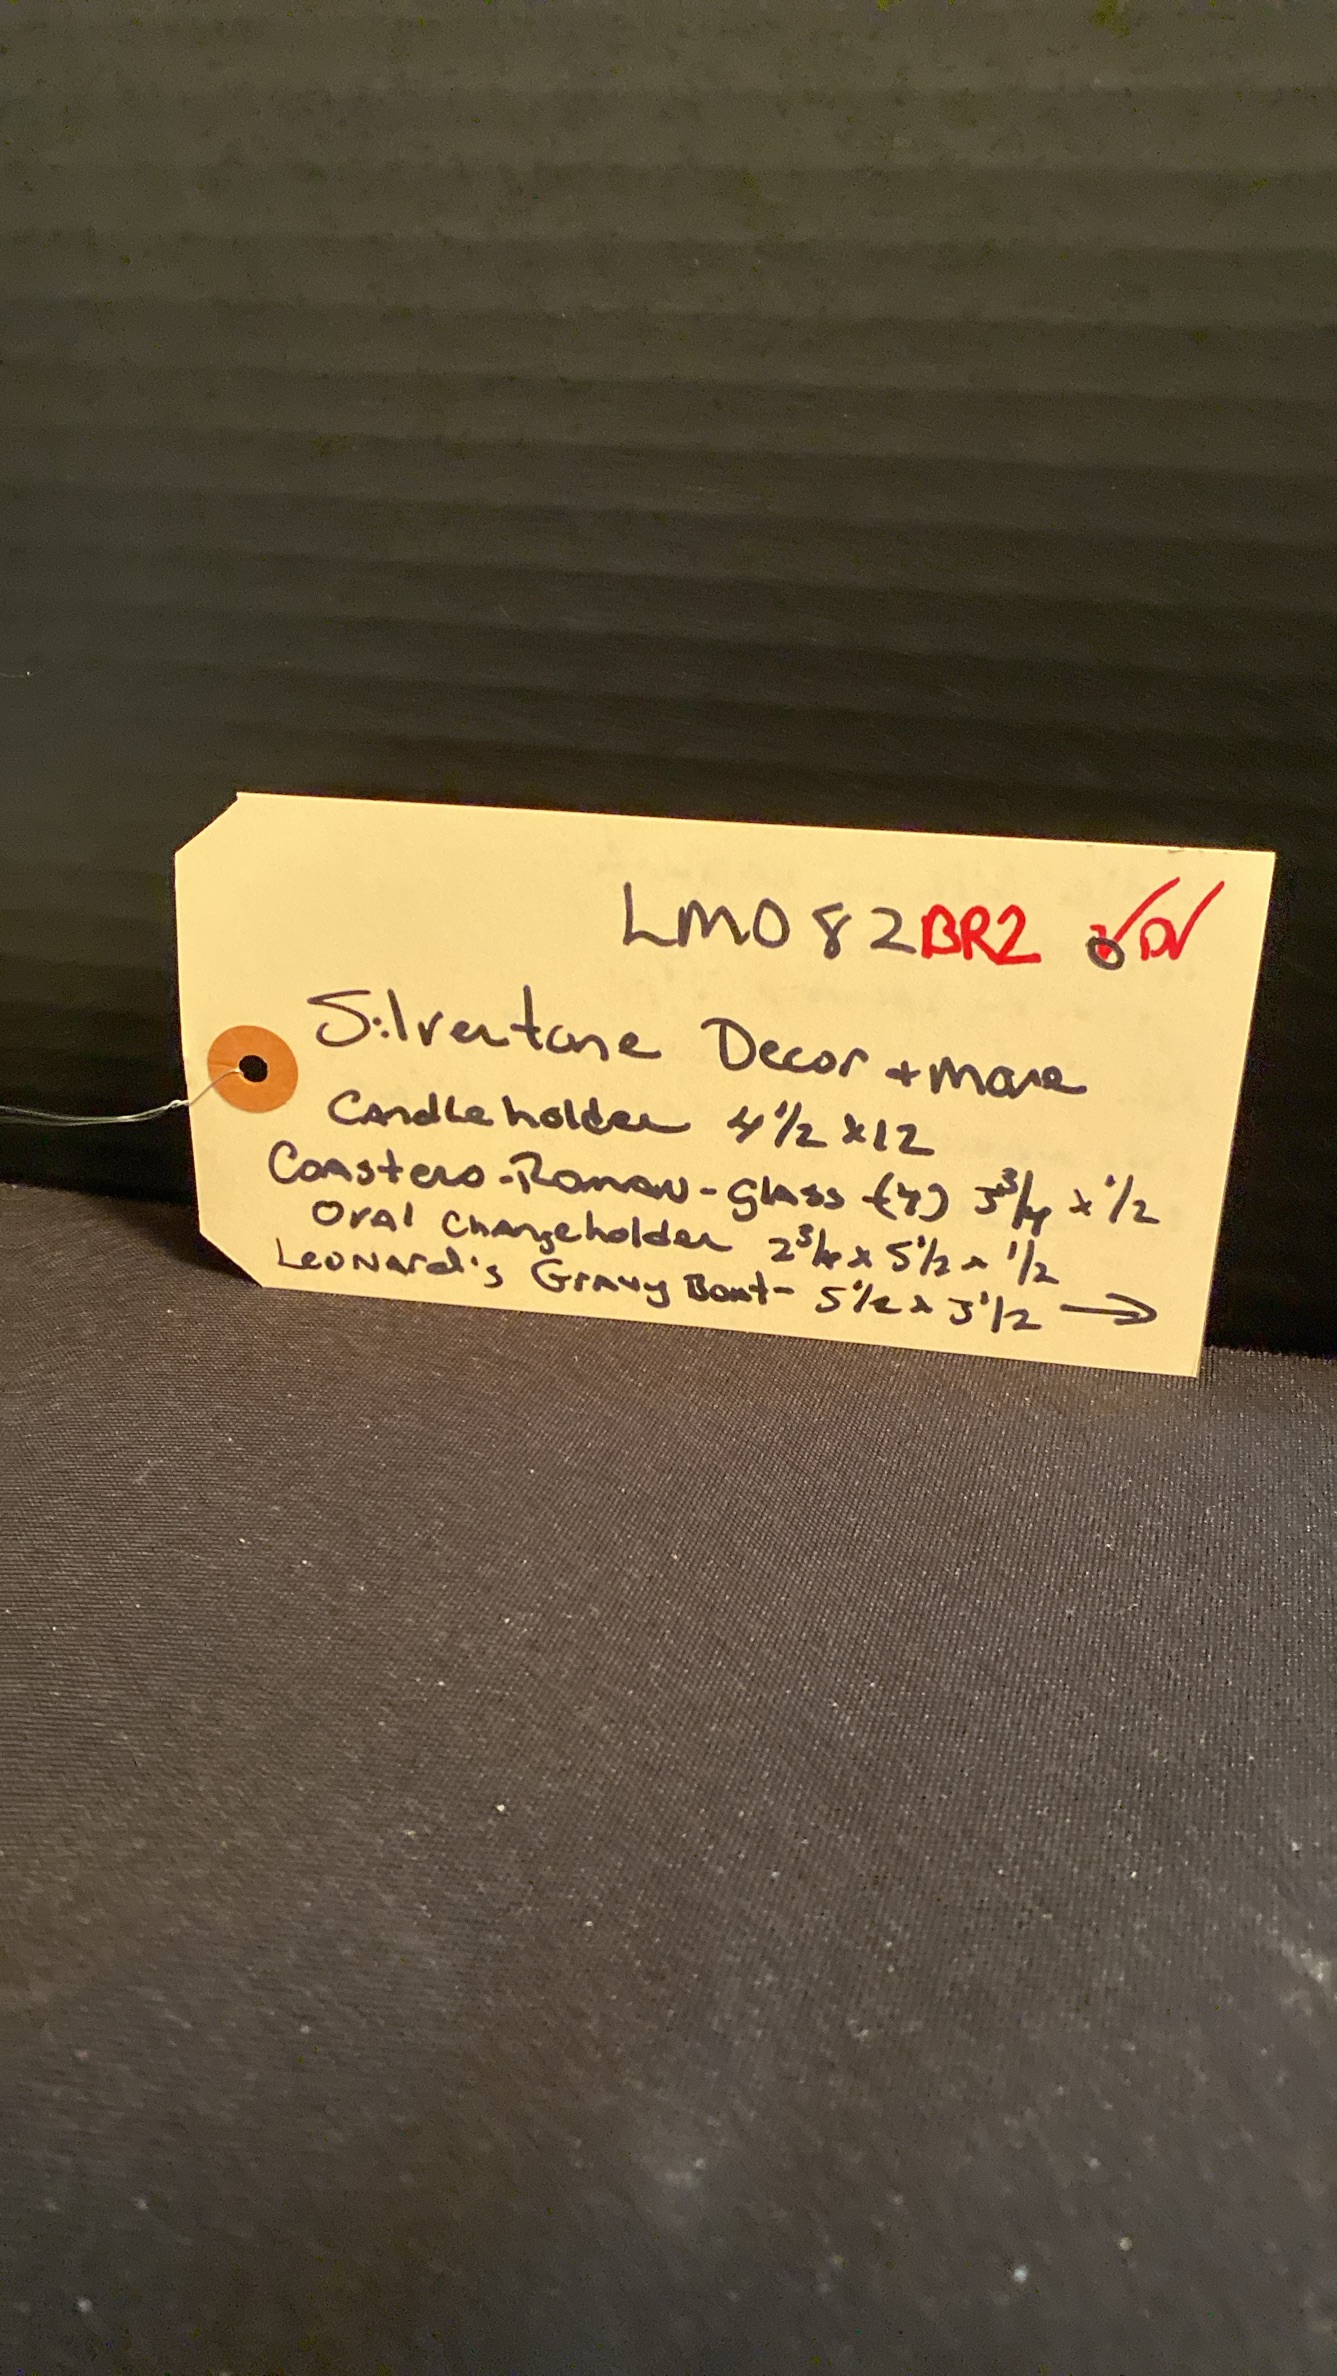 LM082BR2
Silvertone Decor + More
Candleholder 4 1/2 x 12
Coasters - Roman - glass (4) 3 3/4 x 1/2
Oval Changeholder 2 3/4 x 5 1/2 x 1/2
Leonard's Gravy Boat - 5 1/2 x 3 1/2 →